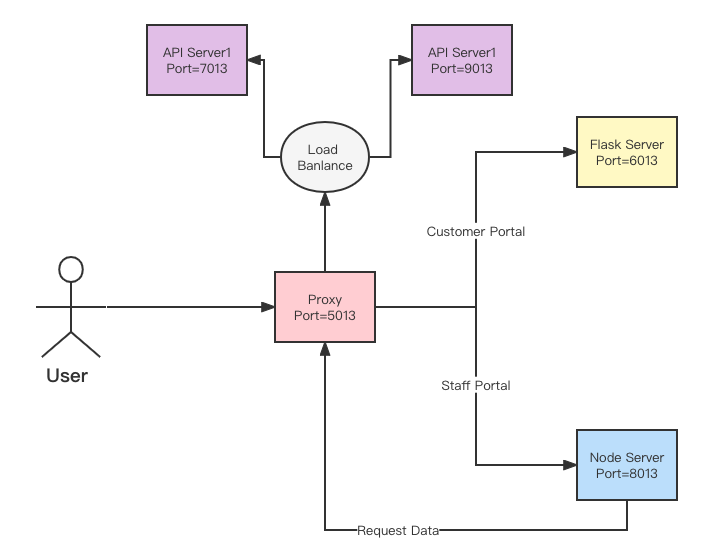 API Server1
Port=7013
API Server1
Port=9013
Load
Banlance
Flask Server
Port=6013
Customer Portal
Proxy
Port=5013
User
Staff Portal
Node Server
Port=8013
Request Data